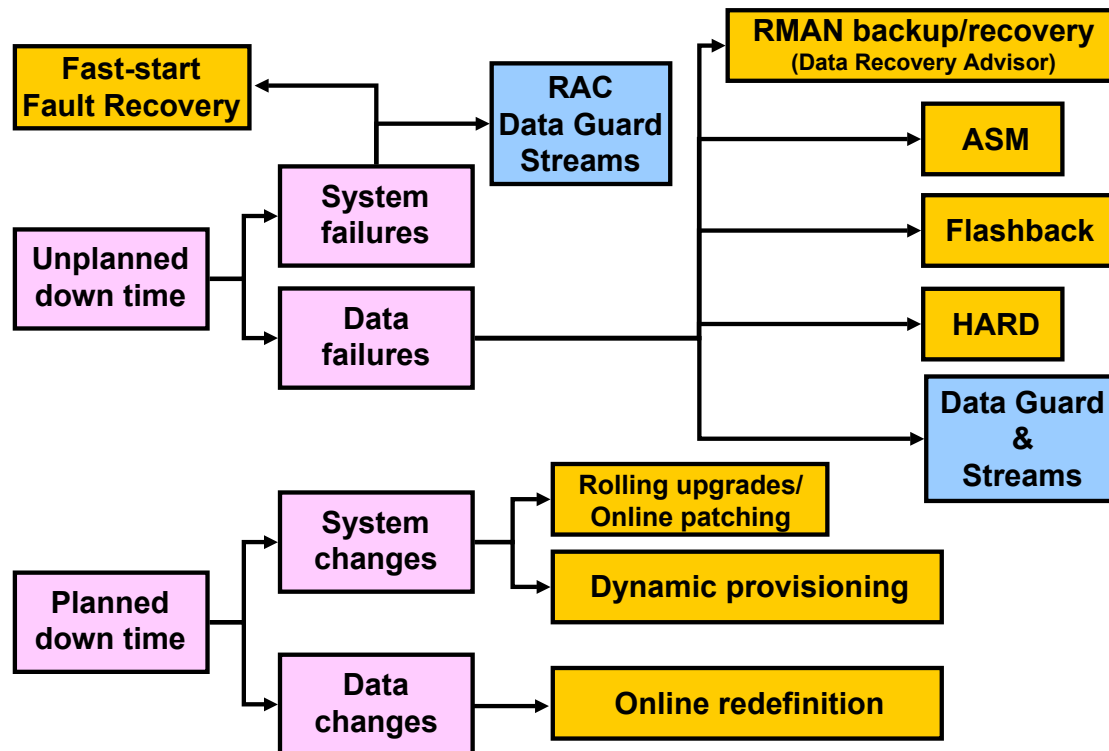 RMAN backup/recovery
(Data Recovery Advisor)
Fast-start
Fault Recovery
RAC
Data Guard
Streams
ASM
System
failures
Flashback
Unplanned
down time
Data
failures
HARD
Data Guard
&
Streams
System
changes
Rolling upgrades/
Online patching
Dynamic provisioning
Planned
down time
Data
changes
Online redefinition